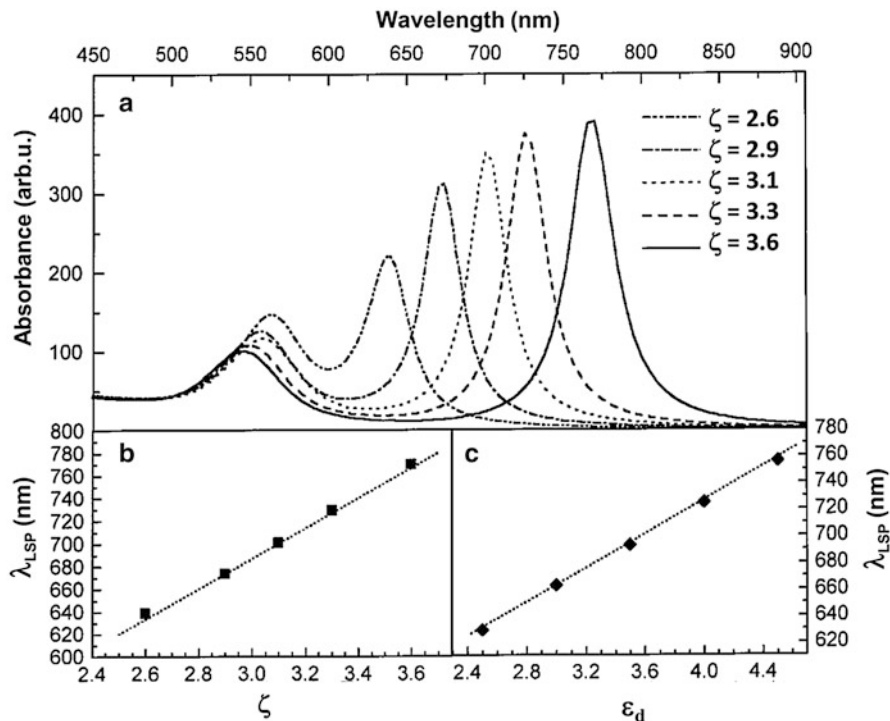 Wavelength (nm)
450 500 550 600 650 700 750 800 850 900
a
Absorbance (arb.u.)
400
300
200
100
ζ = 2.6
ζ = 2.9
ζ = 3.1
ζ = 3.3
ζ = 3.6
b
λLSP (nm)
800
780
760
740
720
700
680
660
640
620
600
2.4 2.6 2.8 3.0 3.2 3.4 3.6
ζ
c
780
760
740
720
700
680
660
640
620
λLSP (nm)
2.4 2.8 3.2 3.6 4.0 4.4
εd